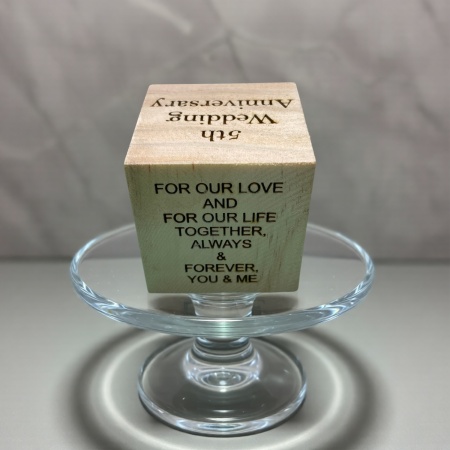 5th
Wedding
Anniversary
FOR OUR LOVE
AND
FOR OUR LIFE
TOGETHER,
ALWAYS
&
FOREVER,
YOU & ME